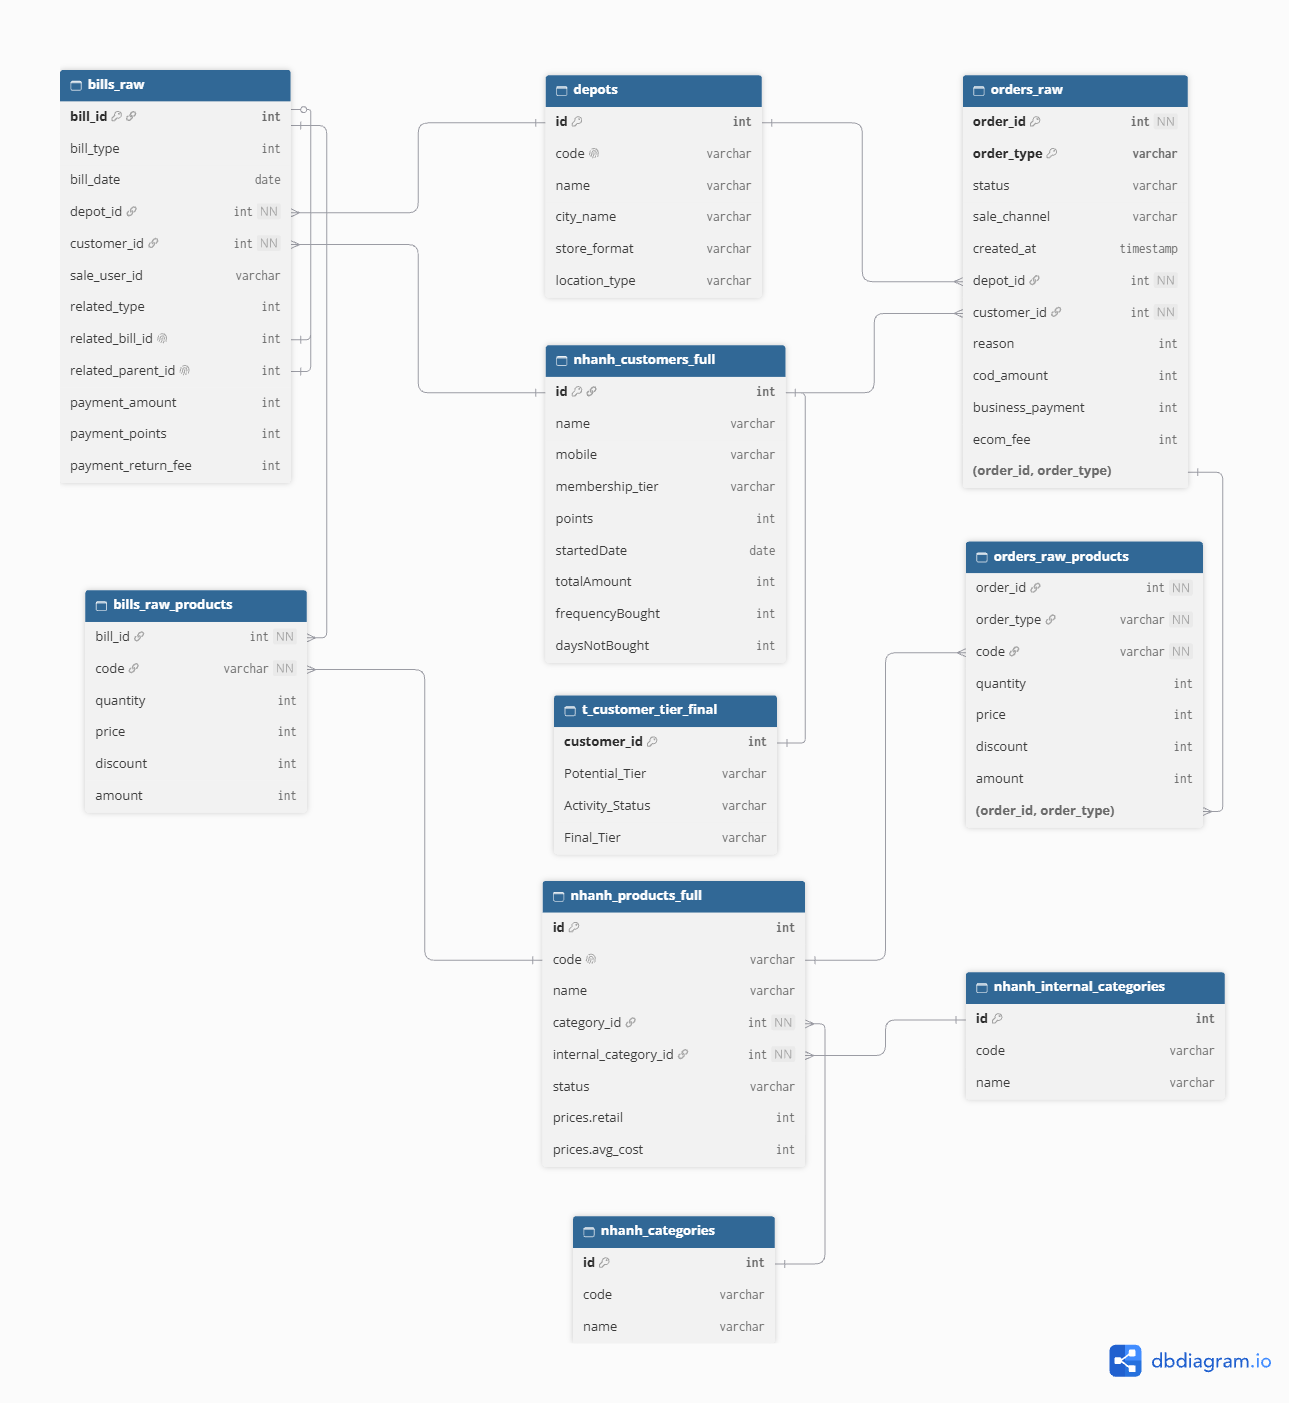 bills_raw
bill_id int
bill_type int
bill_date date
depot_id int NN
customer_id int NN
sale_user_id varchar
related_type int
related_bill_id int
related_parent_id int
payment_amount int
payment_points int
payment_return_fee int
depots
id int
code varchar
name varchar
city_name varchar
store_format varchar
location_type varchar
orders_raw
order_id int NN
order_type varchar
status varchar
sale_channel varchar
created_at timestamp
depot_id int NN
customer_id int NN
reason int
cod_amount int
business_payment int
ecom_fee int
(order_id, order_type)
nhanh_customers_full
id int
name varchar
mobile varchar
membership_tier varchar
points int
startedDate date
totalAmount int
frequencyBought int
daysNotBought int
bills_raw_products
bill_id int NN
code varchar NN
quantity int
price int
discount int
amount int
orders_raw_products
order_id int NN
order_type varchar NN
code varchar NN
quantity int
price int
discount int
amount int
(order_id, order_type)
t_customer_tier_final
customer_id int
Potential_Tier varchar
Activity_Status varchar
Final_Tier varchar
nhanh_products_full
id int
code varchar
name varchar
category_id int NN
internal_category_id int NN
status varchar
prices.retail int
prices.avg_cost int
nhanh_internal_categories
id int
code varchar
name varchar
nhanh_categories
id int
code varchar
name varchar
dbdiagram.io